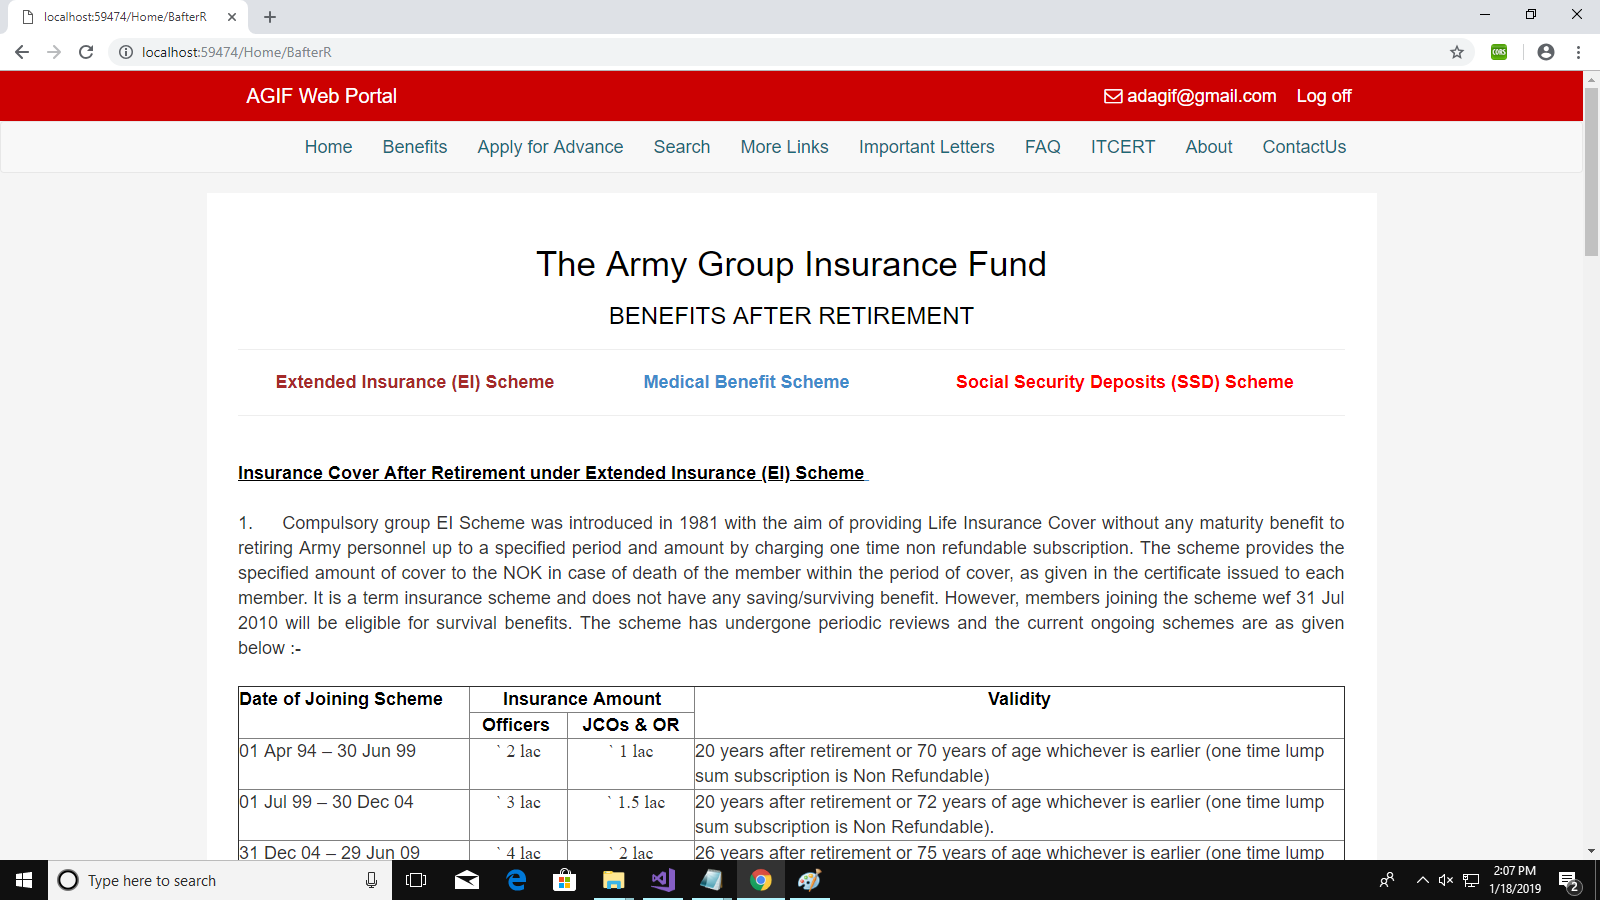 localhost:59474/Home/BafterR
localhost:59474/Home/BafterR
CORS
AGIF Web Portal
adagif@gmail.com Log off
Home Benefits Apply for Advance Search More Links Important Letters FAQ ITCERT About ContactUs
The Army Group Insurance Fund
BENEFITS AFTER RETIREMENT
Extended Insurance (EI) Scheme Medical Benefit Scheme Social Security Deposits (SSD) Scheme
Insurance Cover After Retirement under Extended Insurance (EI) Scheme
1. Compulsory group EI Scheme was introduced in 1981 with the aim of providing Life Insurance Cover without any maturity benefit to
retiring Army personnel up to a specified period and amount by charging one time non refundable subscription. The scheme provides the
specified amount of cover to the NOK in case of death of the member within the period of cover, as given in the certificate issued to each
member. It is a term insurance scheme and does not have any saving/surviving benefit. However, members joining the scheme wef 31 Jul
2010 will be eligible for survival benefits. The scheme has undergone periodic reviews and the current ongoing schemes are as given
below :-
Date of Joining Scheme Insurance Amount Validity
Officers JCOs & OR
01 Apr 94 – 30 Jun 99 ` 2 lac ` 1 lac 20 years after retirement or 70 years of age whichever is earlier (one time lump
sum subscription is Non Refundable)
01 Jul 99 – 30 Dec 04 ` 3 lac ` 1.5 lac 20 years after retirement or 72 years of age whichever is earlier (one time lump
sum subscription is Non Refundable).
31 Dec 04 – 29 Jun 09 ` 4 lac ` 2 lac 26 years after retirement or 75 years of age whichever is earlier (one time lump
Type here to search
2:07 PM
1/18/2019
2